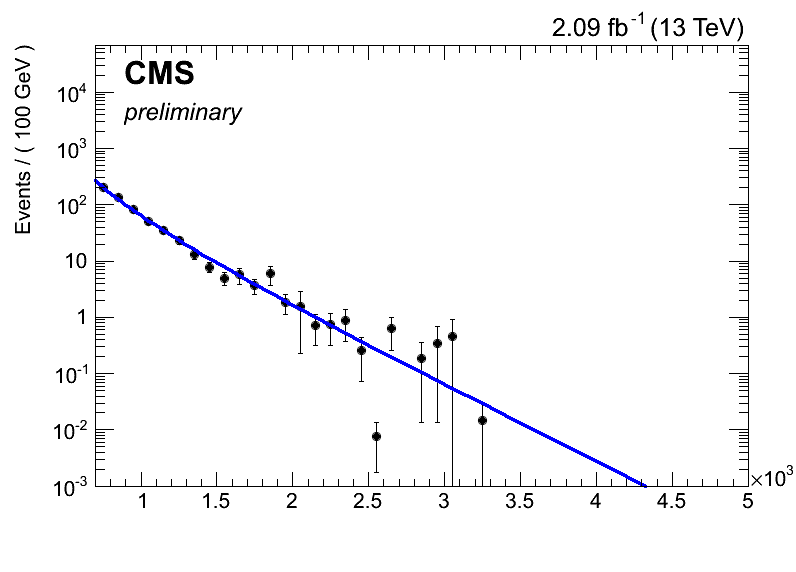 2.09 fb⁻¹ (13 TeV)
CMS
preliminary
Events / ( 100 GeV )
10⁴
10³
10²
10
1
10⁻¹
10⁻²
10⁻³
1 1.5 2 2.5 3 3.5 4 4.5 5
×10³